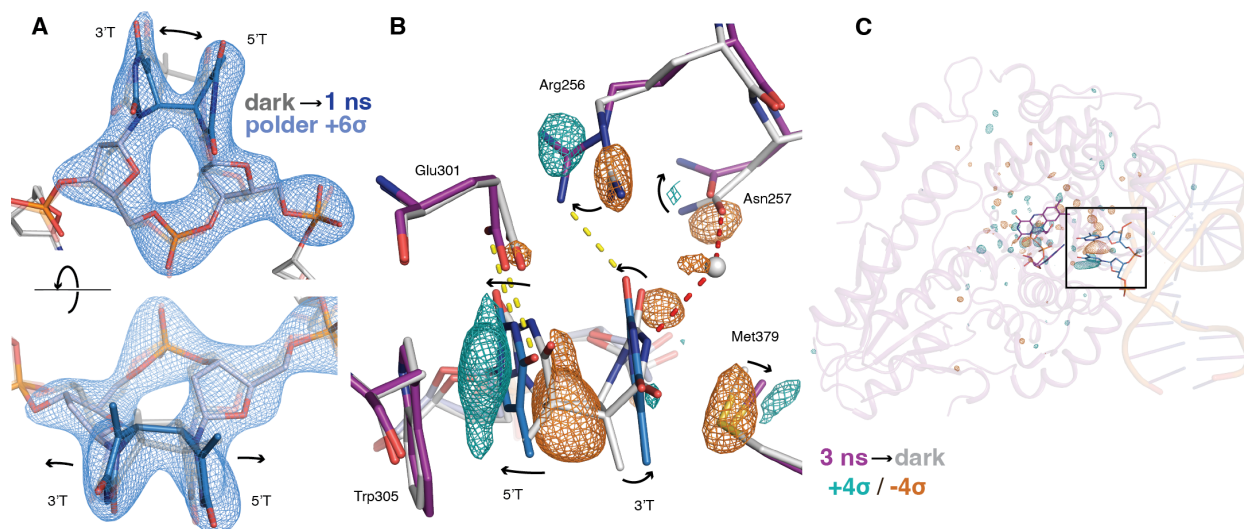 A
3'T
5'T
dark → 1 ns
polder +6σ
3'T
5'T
B
Arg256
Glu301
Asn257
Met379
Trp305
5'T
3'T
C
3 ns → dark
+4σ / -4σ